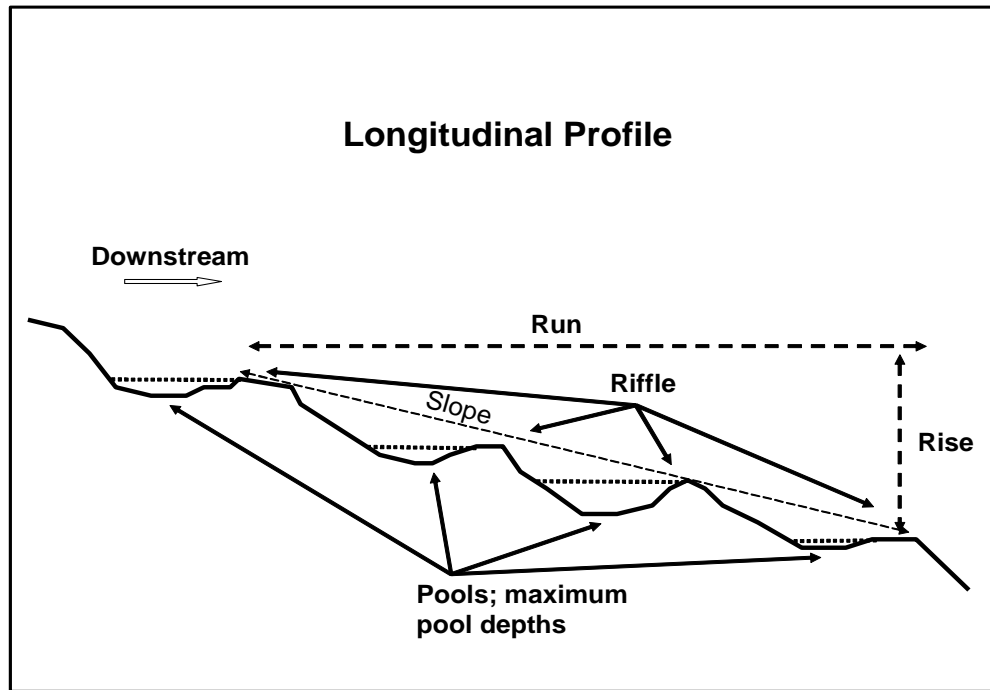 Longitudinal Profile
Downstream
Run
Riffle
Slope
Rise
Pools; maximum
pool depths